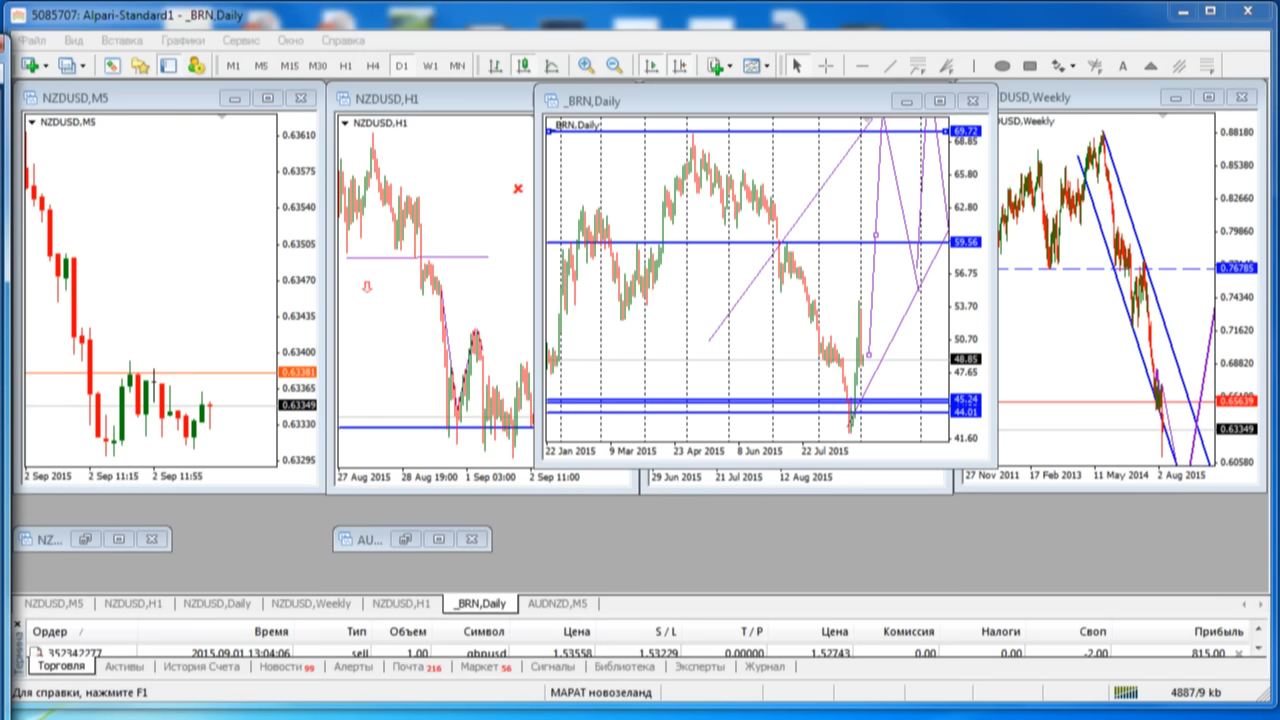 5085707: Alpari-Standard1 - _BRN,Daily
Файл Вид Вставка Графики Сервис Окно Справка
M1 M5 M15 M30 H1 H4 D1 W1 MN A
NZDUSD,M5
NZDUSD,M5
0.63610
0.63575
0.63540
0.63505
0.63470
0.63435
0.63400
0.63381
0.63365
0.63349
0.63330
0.63295
2 Sep 2015 2 Sep 11:15 2 Sep 11:55
NZDUSD,H1
NZDUSD,H1
27 Aug 2015 28 Aug 19:00 1 Sep 03:00 2 Sep 11:00
_BRN,Daily
_BRN,Daily
69.72
68.85
65.80
62.80
59.56
56.75
53.70
50.70
48.85
47.65
45.24
44.01
41.60
22 Jan 2015 9 Mar 2015 23 Apr 2015 8 Jun 2015 22 Jul 2015
29 Jun 2015 21 Jul 2015 12 Aug 2015
DUSD,Weekly
DUSD,Weekly
0.88180
0.85380
0.82660
0.79860
0.76785
0.74340
0.71620
0.68820
0.65639
0.63349
0.60580
27 Nov 2011 17 Feb 2013 11 May 2014 2 Aug 2015
NZ...
AU...
NZDUSD,M5 NZDUSD,H1 NZDUSD,Daily NZDUSD,Weekly NZDUSD,H1 _BRN,Daily AUDNZD,M5
Ордер / Время Тип Объем Символ Цена S / L T / P Цена Комиссия Налоги Своп Прибыль
352342277 2015.09.01 13:04:06 sell 1.00 gbpusd 1.53558 1.53229 0.00000 1.52743 0.00 0.00 -2.00 815.00
Торговля Активы История Счета Новости 99 Алерты Почта 216 Маркет 56 Сигналы Библиотека Эксперты Журнал
Для справки, нажмите F1 МАРАТ новозеланд 4887/9 kb